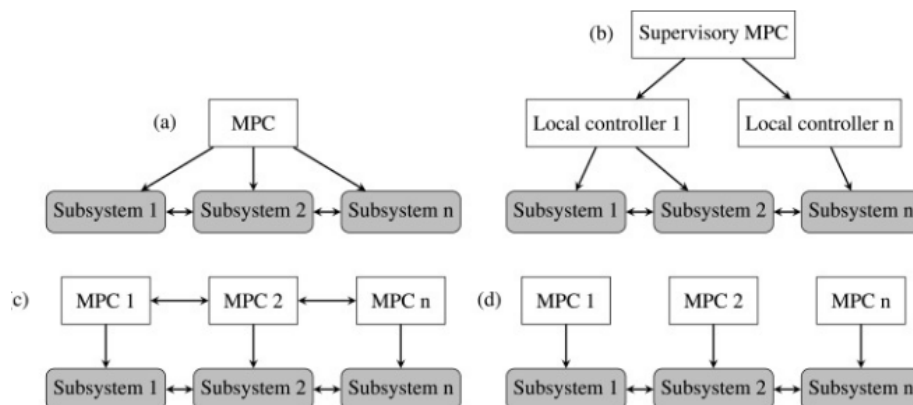 (a)
MPC
Subsystem 1
Subsystem 2
Subsystem n
(b)
Supervisory MPC
Local controller 1
Local controller n
Subsystem 1
Subsystem 2
Subsystem n
c)
MPC 1
MPC 2
MPC n
Subsystem 1
Subsystem 2
Subsystem n
(d)
MPC 1
MPC 2
MPC n
Subsystem 1
Subsystem 2
Subsystem n